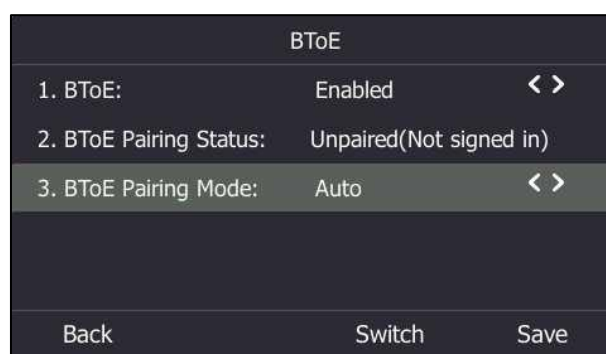 BToE
1. BToE: Enabled < >
2. BToE Pairing Status: Unpaired(Not signed in)
3. BToE Pairing Mode: Auto < >
Back Switch Save